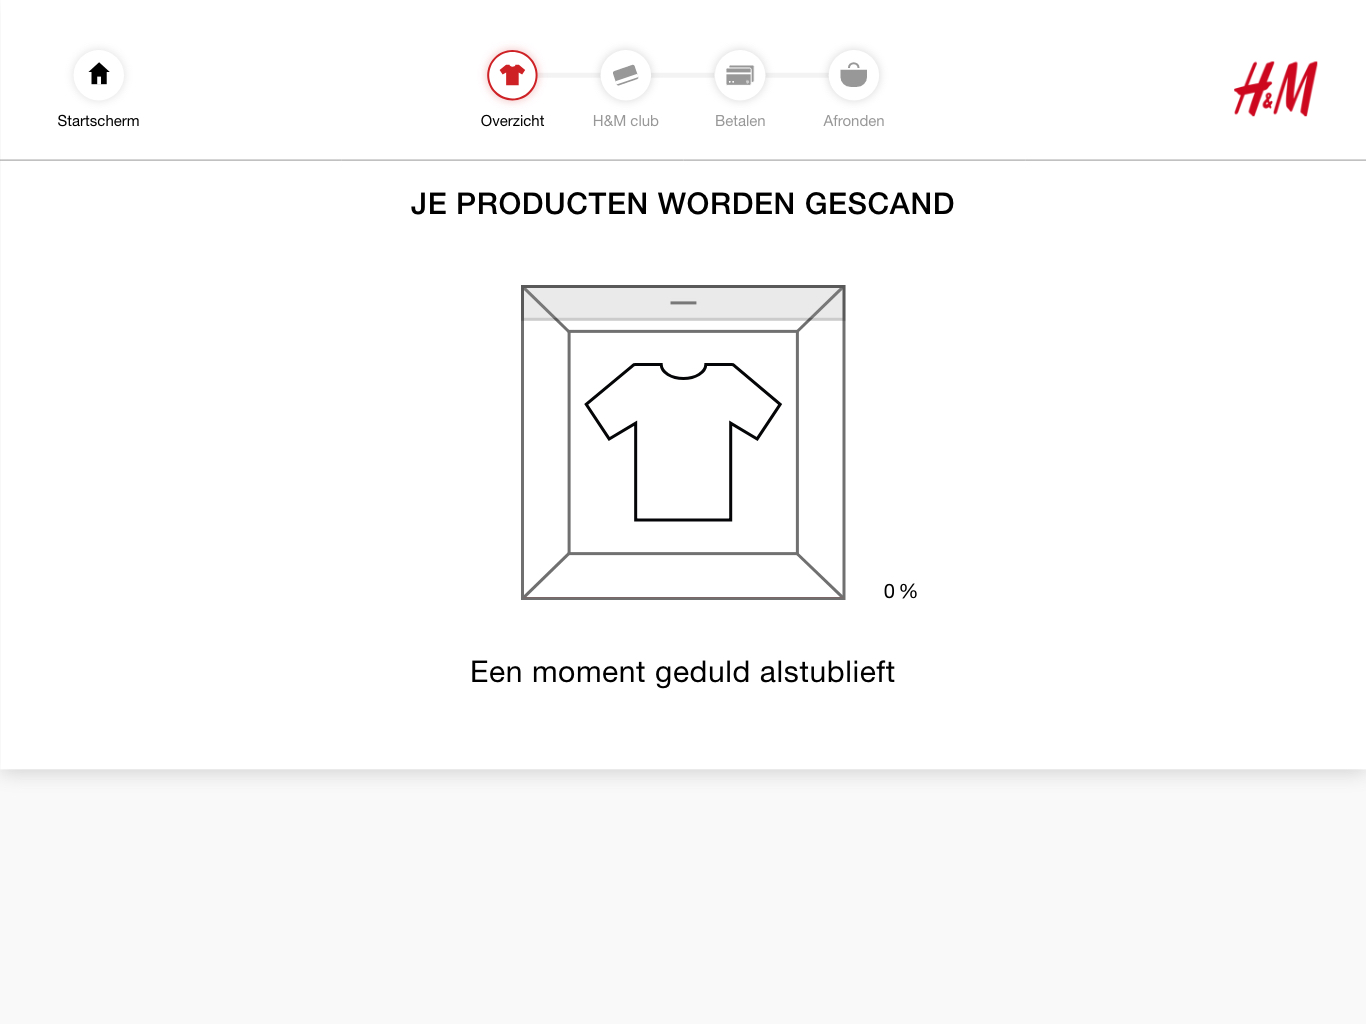 Startscherm
Overzicht
H&M club
Betalen
Afronden
H&M
JE PRODUCTEN WORDEN GESCAND
0 %
Een moment geduld alstublieft